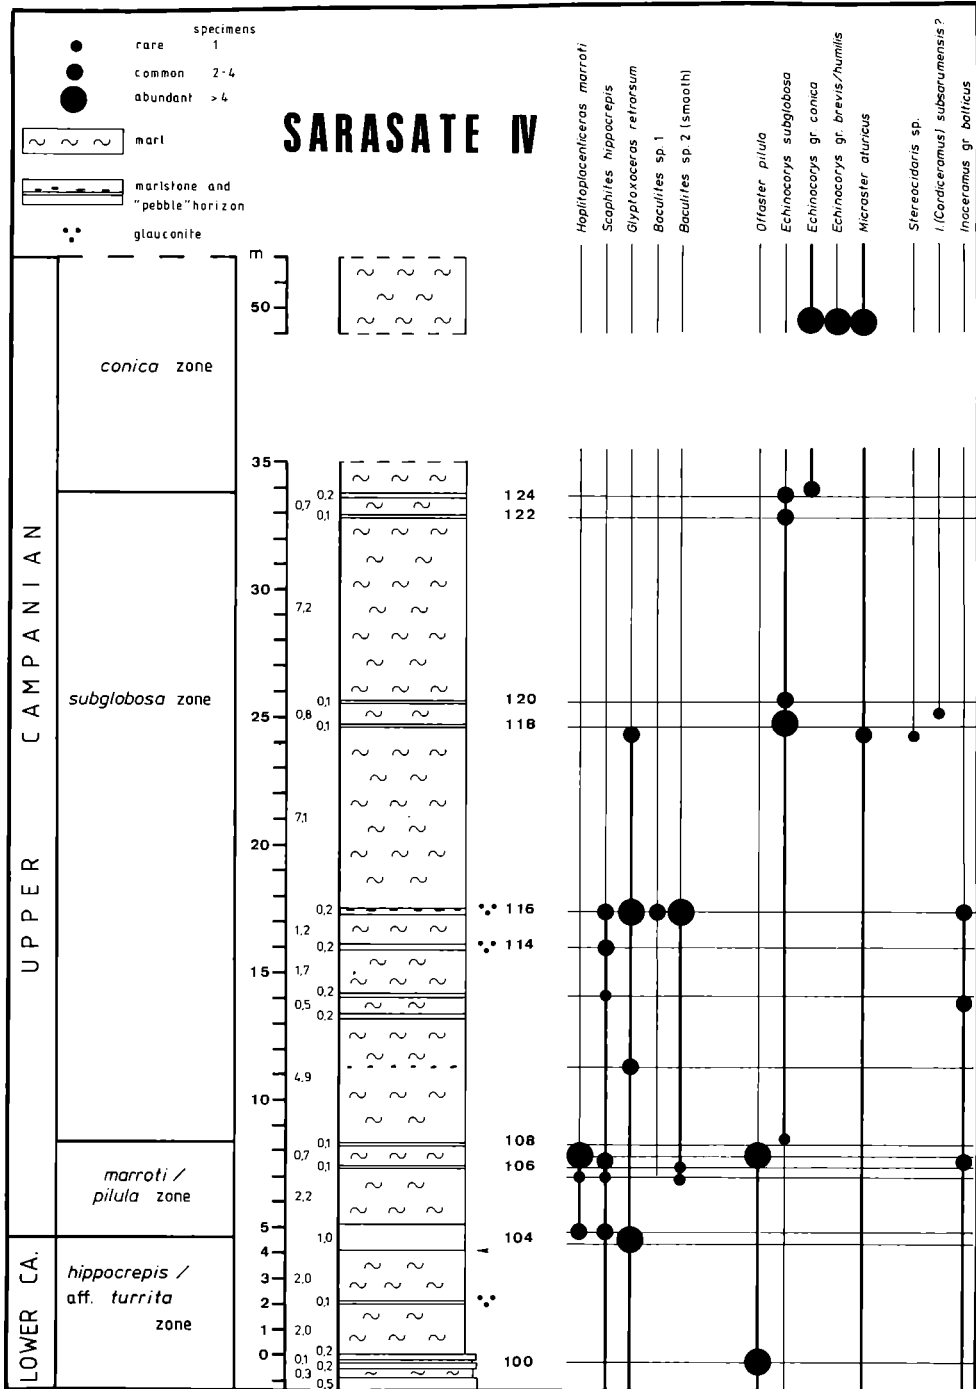 specimens
rare 1
common 2-4
abundant >4
marl
marlstone and
"pebble" horizon
glauconite
SARASATE IV
Hoplitoplacenticeras marroti
Scaphites hippocrepis
Glyptoxoceras retrorsum
Baculites sp. 1
Baculites sp. 2 (smooth)
Offaster pilula
Echinocorys subglobosa
Echinocorys gr. conica
Echinocorys gr. brevis/humilis
Micraster aturicus
Stereocidaris sp.
I. (Cordiceramus) subsarumensis?
Inoceramus gr balticus
m
50
conica zone
35
0,2
124
0,7
0,1
122
30
7,2
UPPER CAMPANIAN
subglobosa zone
0,1
120
25
0,8
0,1
118
7,1
20
0,2
116
1,2
0,2
114
15
1,7
0,2
0,5
0,2
4,9
10
0,1
108
0,7
0,1
106
marroti /
pilula zone
2,2
5
1,0
104
4
LOWER CA.
hippocrepis /
aff. turrita
zone
3
2,0
2
0,1
1
2,0
0
0,2
0,1
0,2
100
0,3
0,5